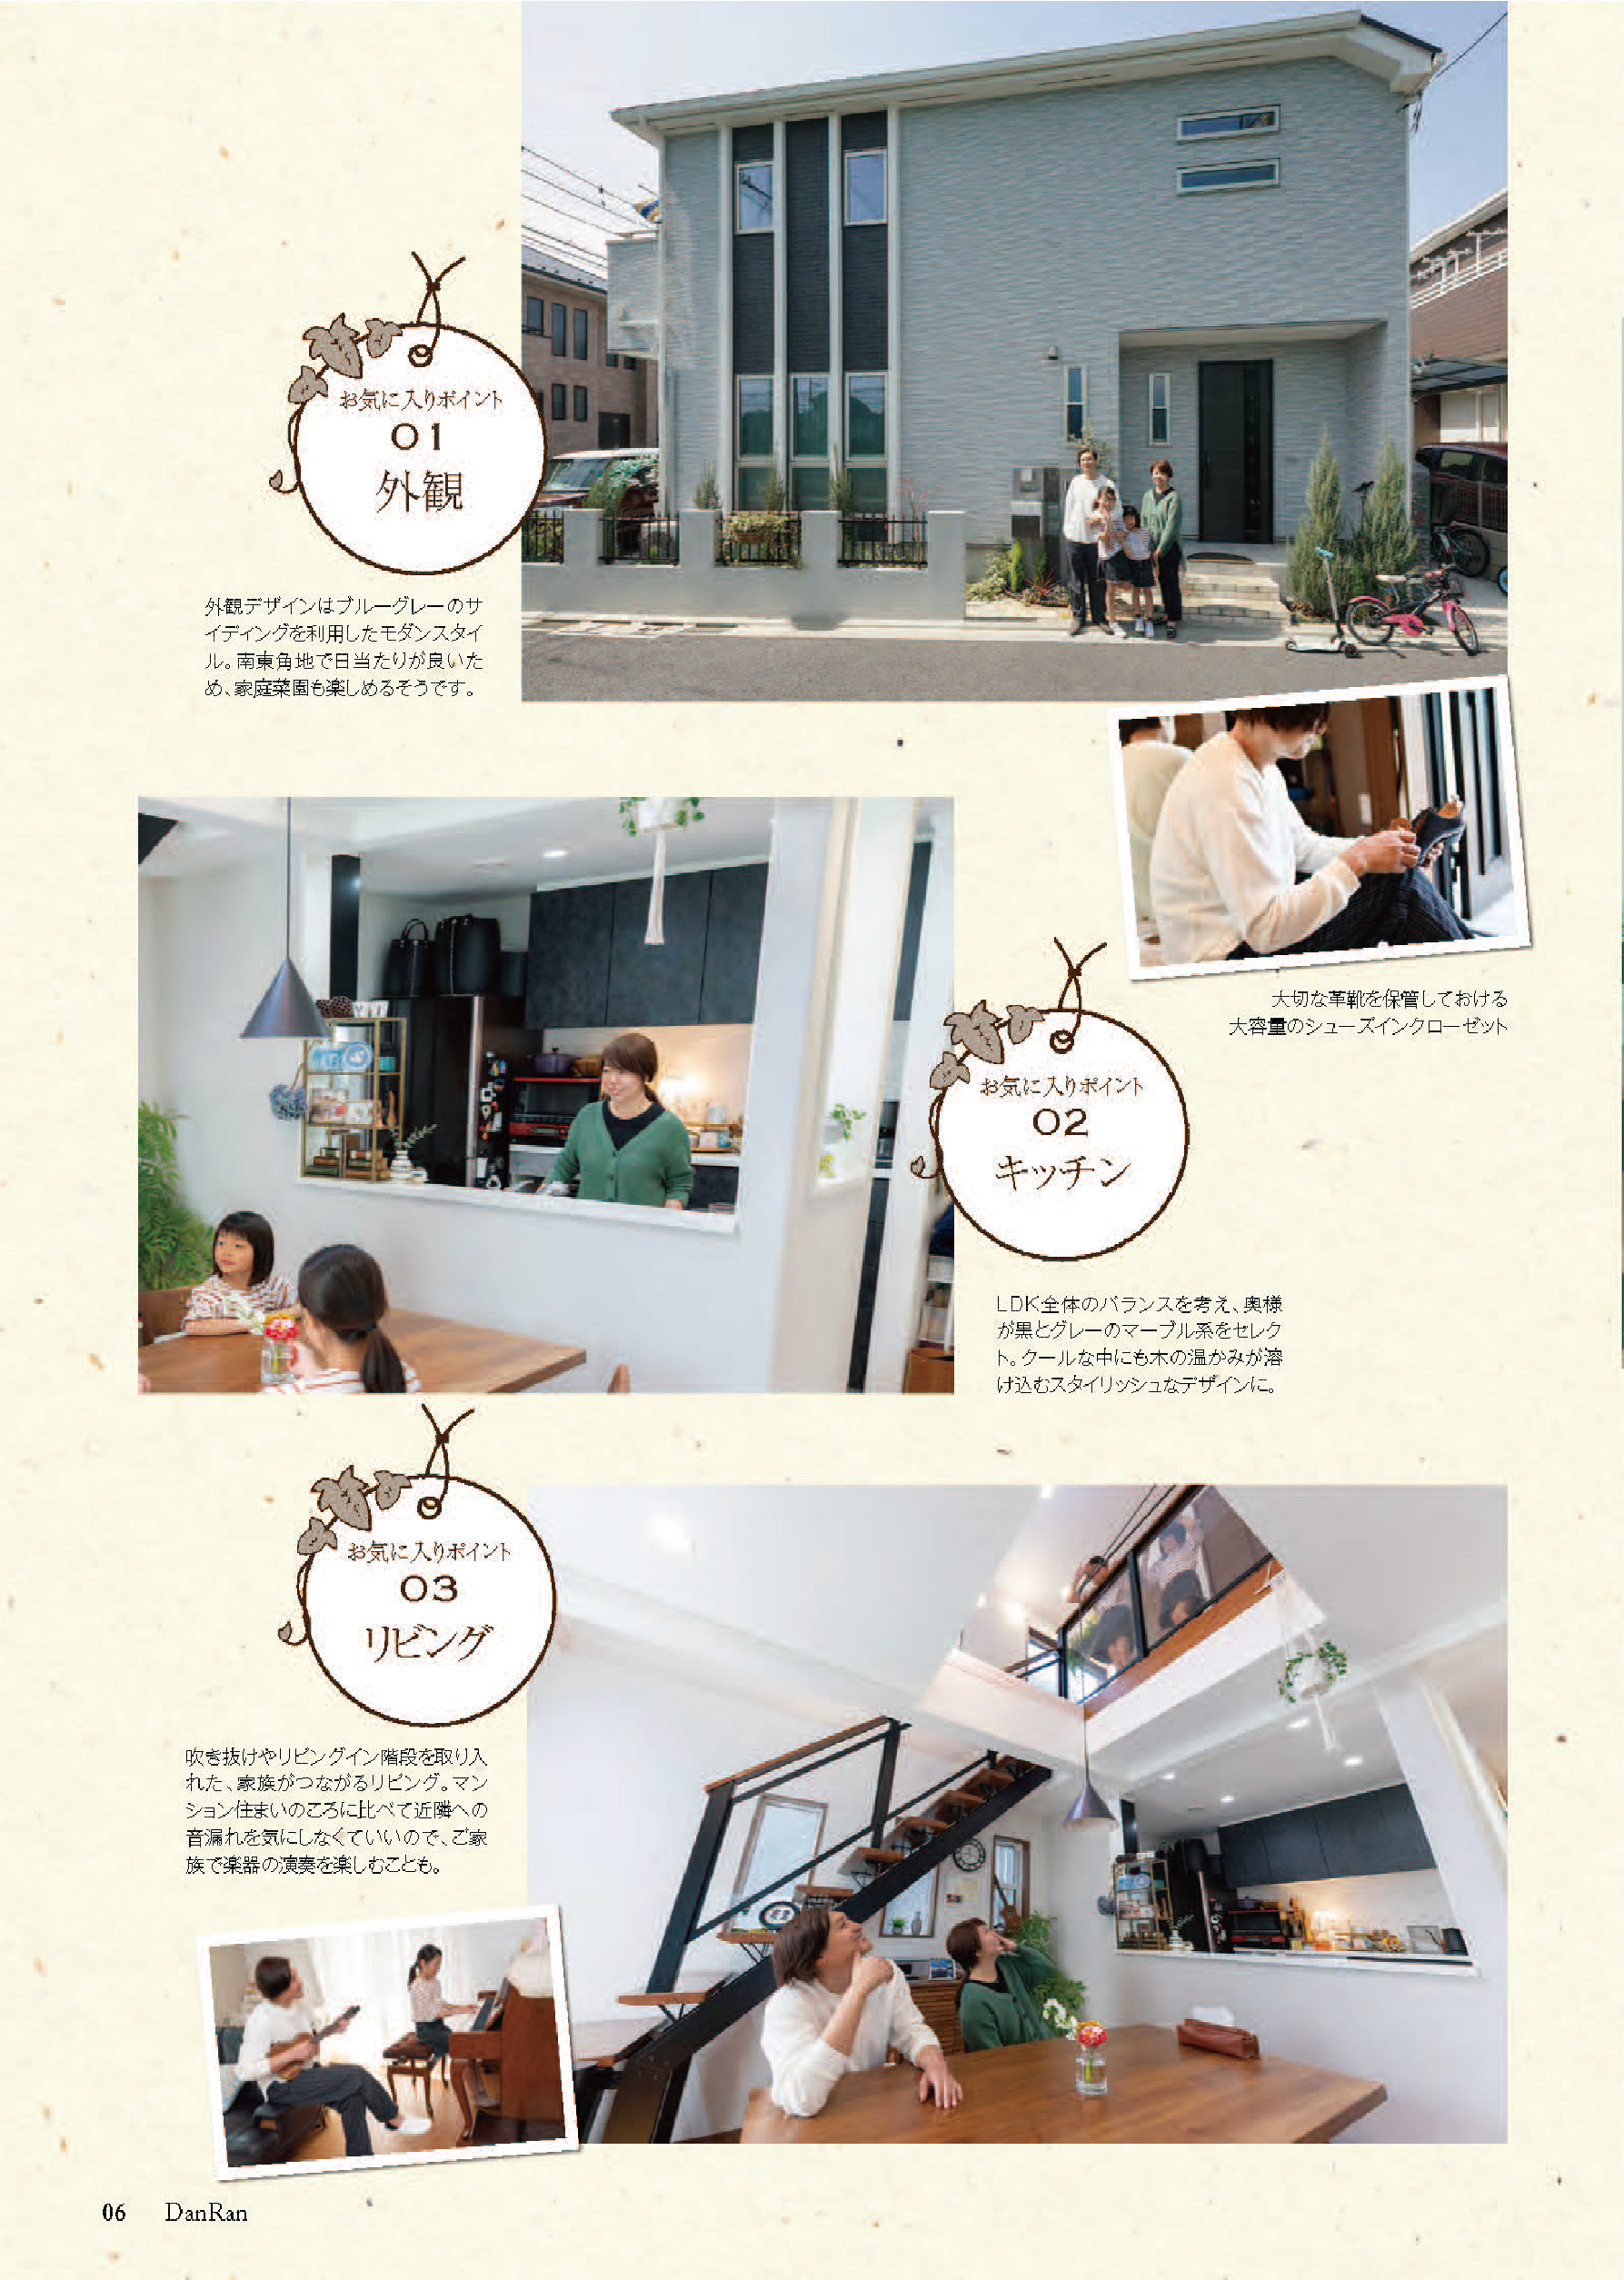 お気に入りポイント
01
外観
外観デザインはブルーグレーのサ
イディングを利用したモダンスタイ
ル。南東角地で日当たりが良いた
め、家庭菜園も楽しめるそうです。
大切な革靴を保管しておける
大容量のシューズインクローゼット
お気に入りポイント
02
キッチン
LDK全体のバランスを考え、奥様
が黒とグレーのマーブル系をセレク
ト。クールな中にも木の温かみが溶
け込むスタイリッシュなデザインに。
お気に入りポイント
03
リビング
吹き抜けやリビングイン階段を取り入
れた、家族がつながるリビング。マン
ション住まいのころに比べて近隣への
音漏れを気にしなくていいので、ご家
族で楽器の演奏を楽しむことも。
06 DanRan